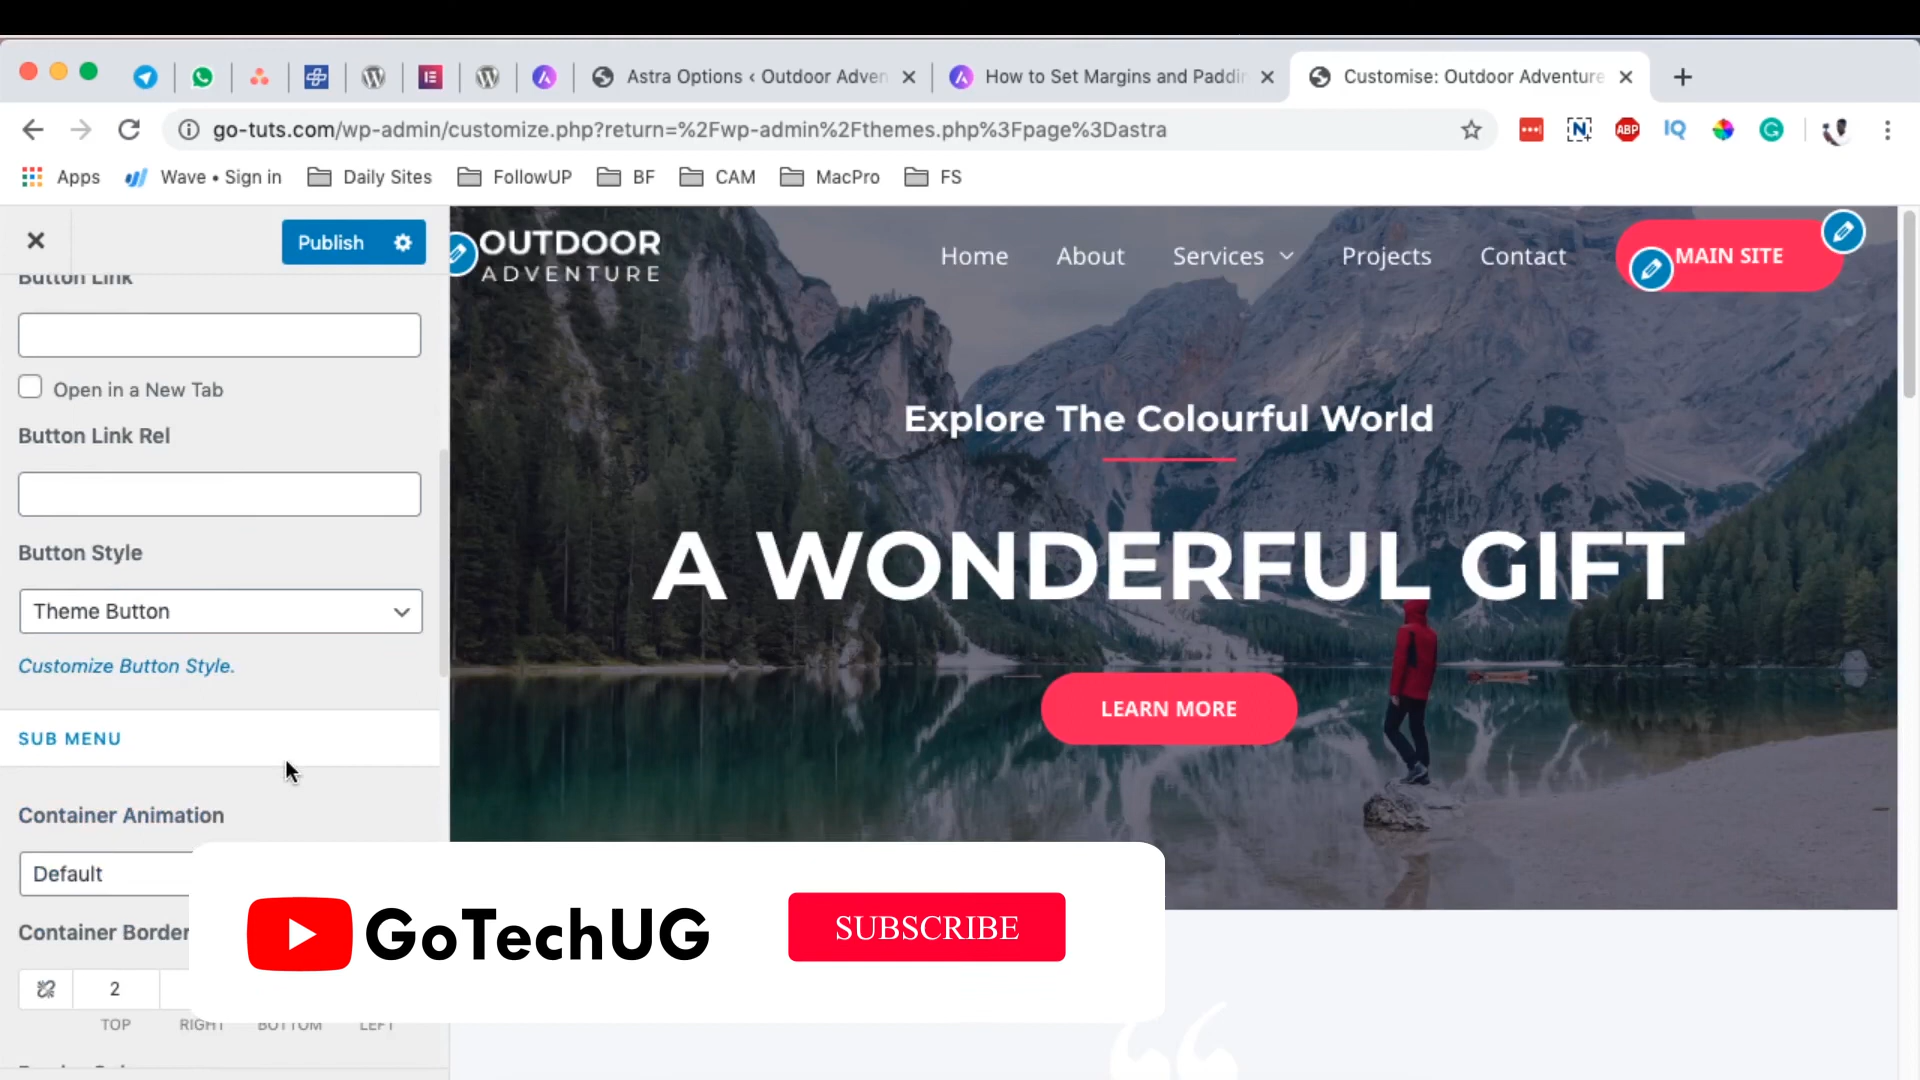 Astra Options ‹ Outdoor Adven
How to Set Margins and Paddin
Customise: Outdoor Adventure
go-tuts.com/wp-admin/customize.php?return=%2Fwp-admin%2Fthemes.php%3Fpage%3Dastra
ABP
IQ
Apps
Wave • Sign in
Daily Sites
FollowUP
BF
CAM
MacPro
FS
Publish
Button Link
Open in a New Tab
Button Link Rel
Button Style
Theme Button
Customize Button Style.
SUB MENU
Container Animation
Default
Container Border
2
TOP RIGHT BOTTOM LEFT
OUTDOOR
ADVENTURE
Home About Services Projects Contact MAIN SITE
Explore The Colourful World
A WONDERFUL GIFT
LEARN MORE
GoTechUG
SUBSCRIBE